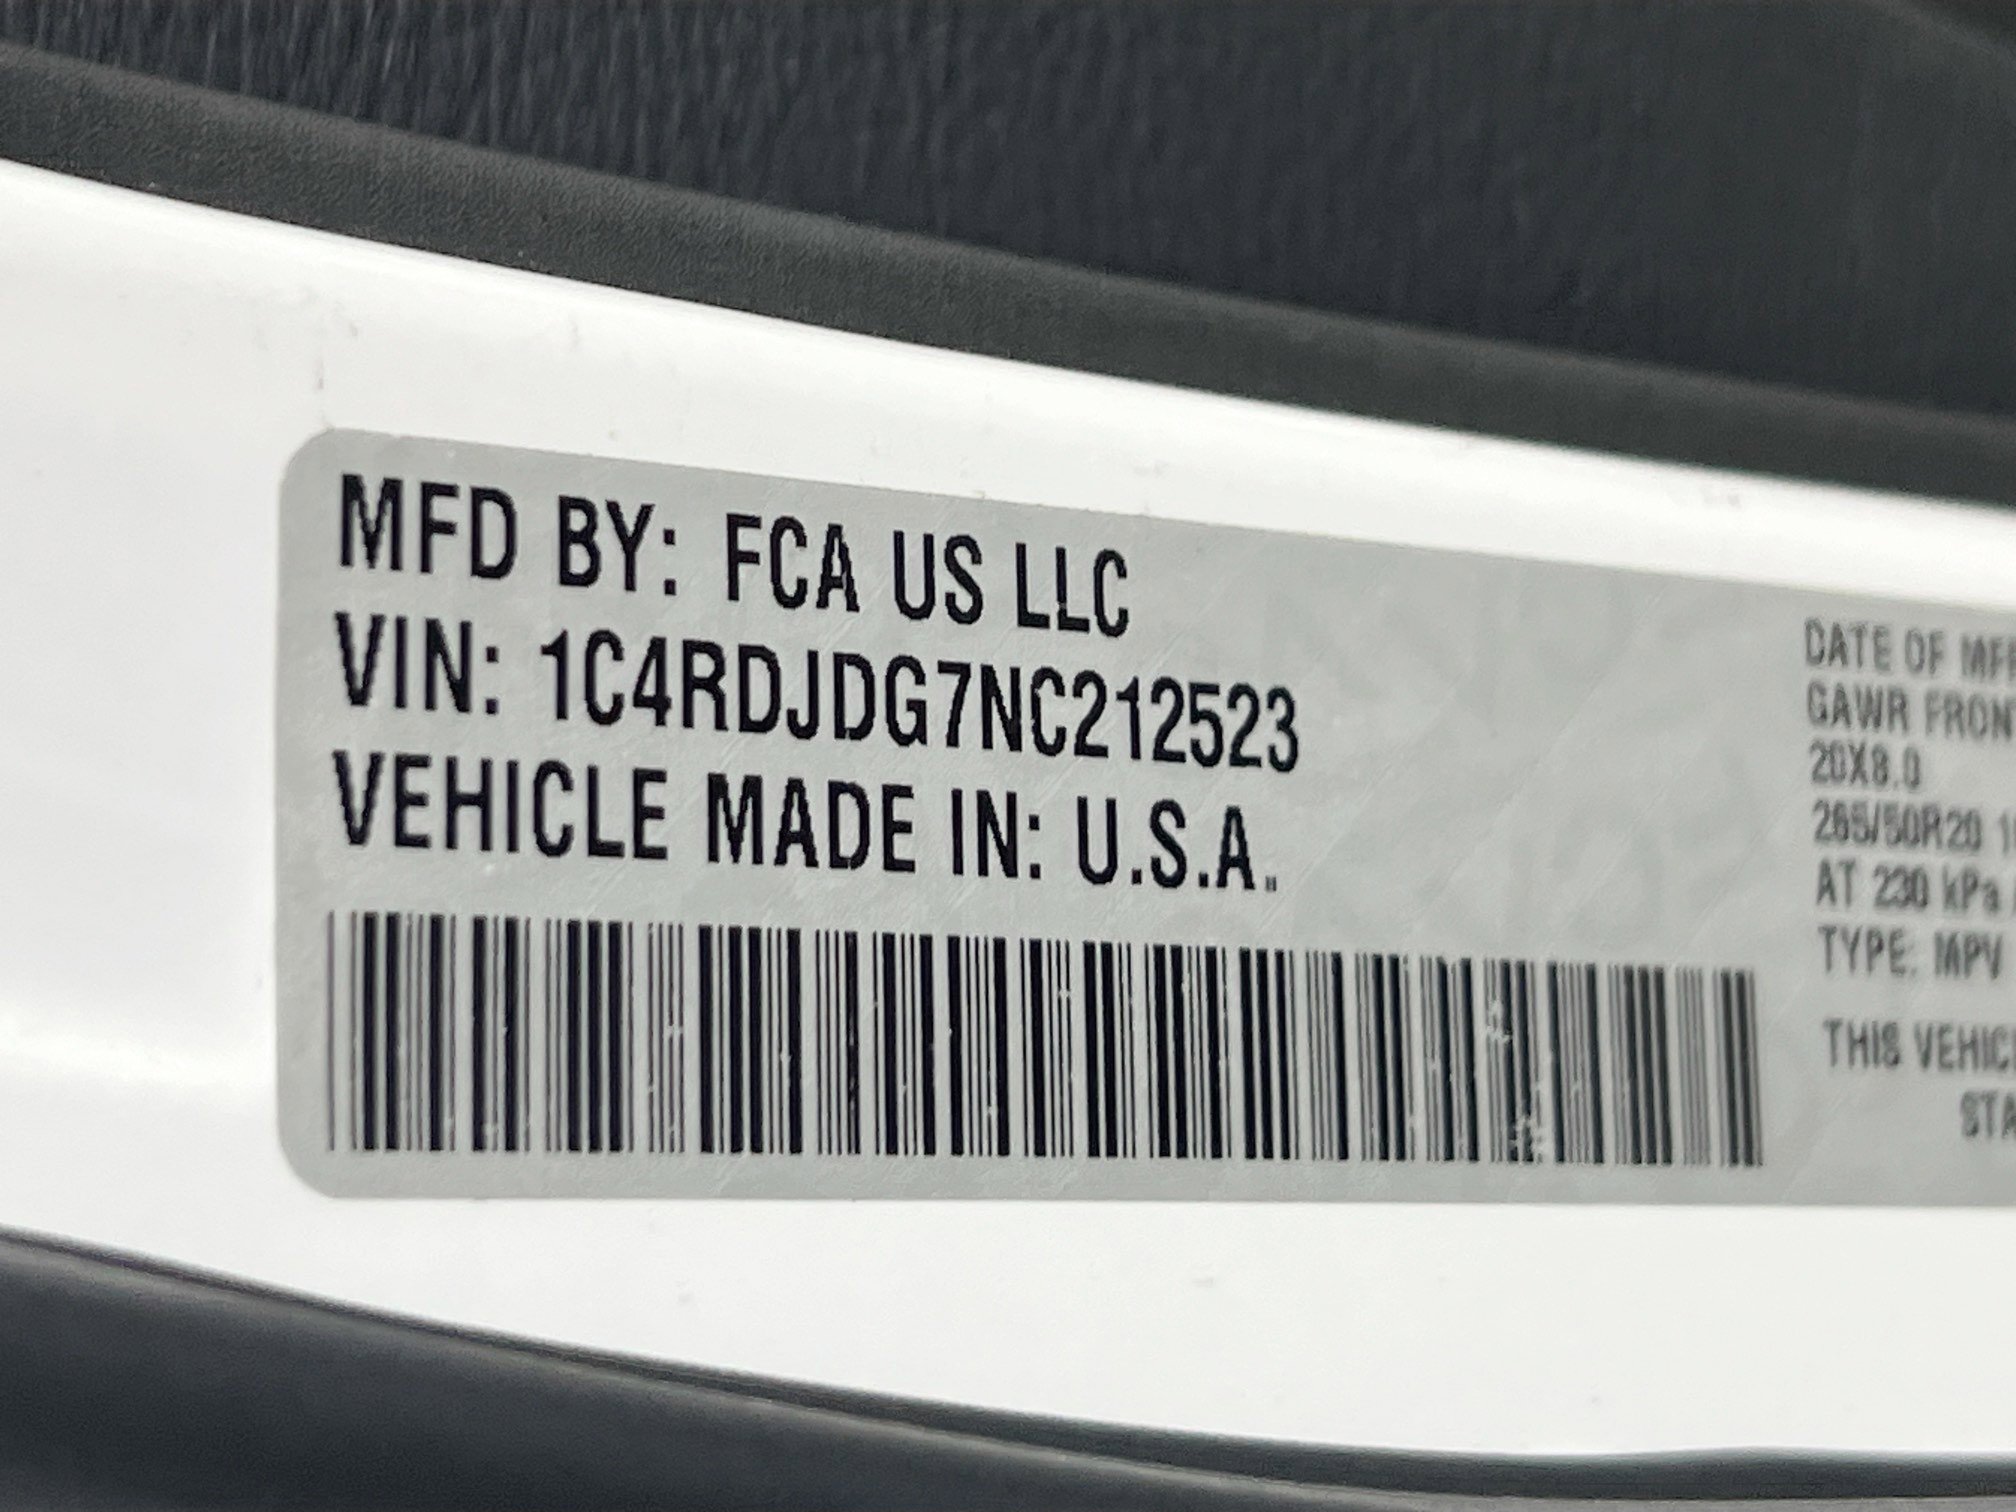 MFD BY: FCA US LLC
VIN: 1C4RDJDG7NC212523
VEHICLE MADE IN: U.S.A.
DATE OF MFR
GAWR FRONT
20X8.0
265/50R20
AT 230 kPa
TYPE: MPV
THIS